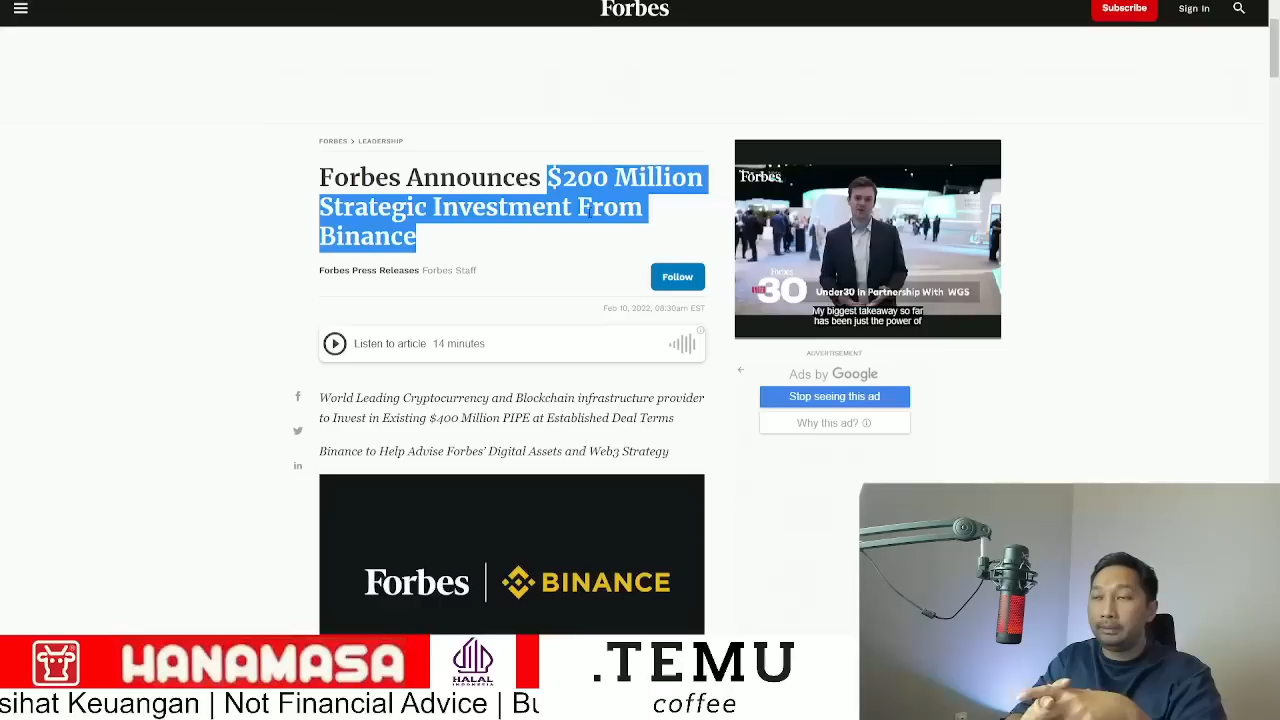 Forbes
Subscribe
Sign In
FORBES > LEADERSHIP
Forbes Announces $200 Million
Strategic Investment From
Binance
Forbes Press Releases Forbes Staff
Follow
Feb 10, 2022, 08:30am EST
Listen to article 14 minutes
World Leading Cryptocurrency and Blockchain infrastructure provider
to Invest in Existing $400 Million PIPE at Established Deal Terms
Binance to Help Advise Forbes' Digital Assets and Web3 Strategy
Forbes | BINANCE
Forbes
Forbes
UNDER 30
Under30 In Partnership With WGS
My biggest takeaway so far
has been just the power of
ADVERTISEMENT
Ads by Google
Stop seeing this ad
Why this ad?
HANAMASA
HALAL
INDONESIA
.TEMU
coffee
sihat Keuangan | Not Financial Advice | Bu